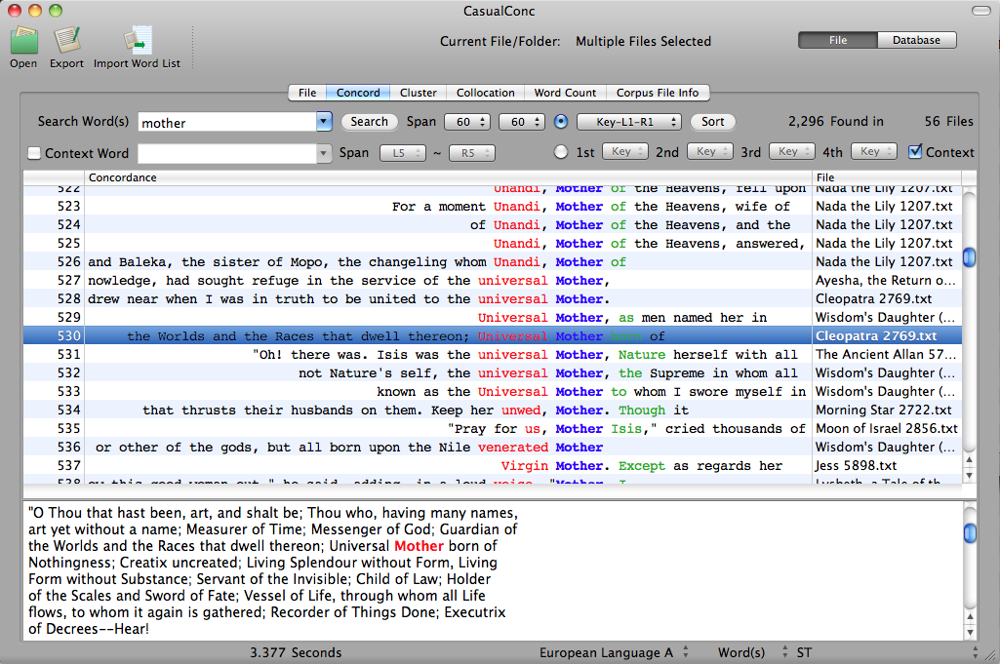 CasualConc
Open Export Import Word List
Current File/Folder: Multiple Files Selected
File Database
File Concord Cluster Collocation Word Count Corpus File Info
Search Word(s) mother Search Span 60 60 Key-L1-R1 Sort 2,296 Found in 56 Files
Context Word Span L5 ~ R5 1st Key 2nd Key 3rd Key 4th Key Context
Concordance File
522 Unandi, Mother of the Heavens, fell upon Nada the Lily 1207.txt
523 For a moment Unandi, Mother of the Heavens, wife of Nada the Lily 1207.txt
524 of Unandi, Mother of the Heavens, and the Nada the Lily 1207.txt
525 Unandi, Mother of the Heavens, answered, Nada the Lily 1207.txt
526 and Baleka, the sister of Mopo, the changeling whom Unandi, Mother of Nada the Lily 1207.txt
527 nowledge, had sought refuge in the service of the universal Mother, Ayesha, the Return o...
528 drew near when I was in truth to be united to the universal Mother. Cleopatra 2769.txt
529 Universal Mother, as men named her in Wisdom's Daughter (...
530 the Worlds and the Races that dwell thereon; Universal Mother born of Cleopatra 2769.txt
531 "Oh! there was. Isis was the universal Mother, Nature herself with all The Ancient Allan 57...
532 not Nature's self, the universal Mother, the Supreme in whom all Wisdom's Daughter (...
533 known as the Universal Mother to whom I swore myself in Wisdom's Daughter (...
534 that thrusts their husbands on them. Keep her unwed, Mother. Though it Morning Star 2722.txt
535 "Pray for us, Mother Isis," cried thousands of Moon of Israel 2856.txt
536 or other of the gods, but all born upon the Nile venerated Mother Wisdom's Daughter (...
537 Virgin Mother. Except as regards her Jess 5898.txt
538 this good woman out," he said, adding, in a loud voice, "Mother I Lysbeth, a Tale of th
"O Thou that hast been, art, and shalt be; Thou who, having many names,
art yet without a name; Measurer of Time; Messenger of God; Guardian of
the Worlds and the Races that dwell thereon; Universal Mother born of
Nothingness; Creatix uncreated; Living Splendour without Form, Living
Form without Substance; Servant of the Invisible; Child of Law; Holder
of the Scales and Sword of Fate; Vessel of Life, through whom all Life
flows, to whom it again is gathered; Recorder of Things Done; Executrix
of Decrees--Hear!
3.377 Seconds European Language A Word(s) ST